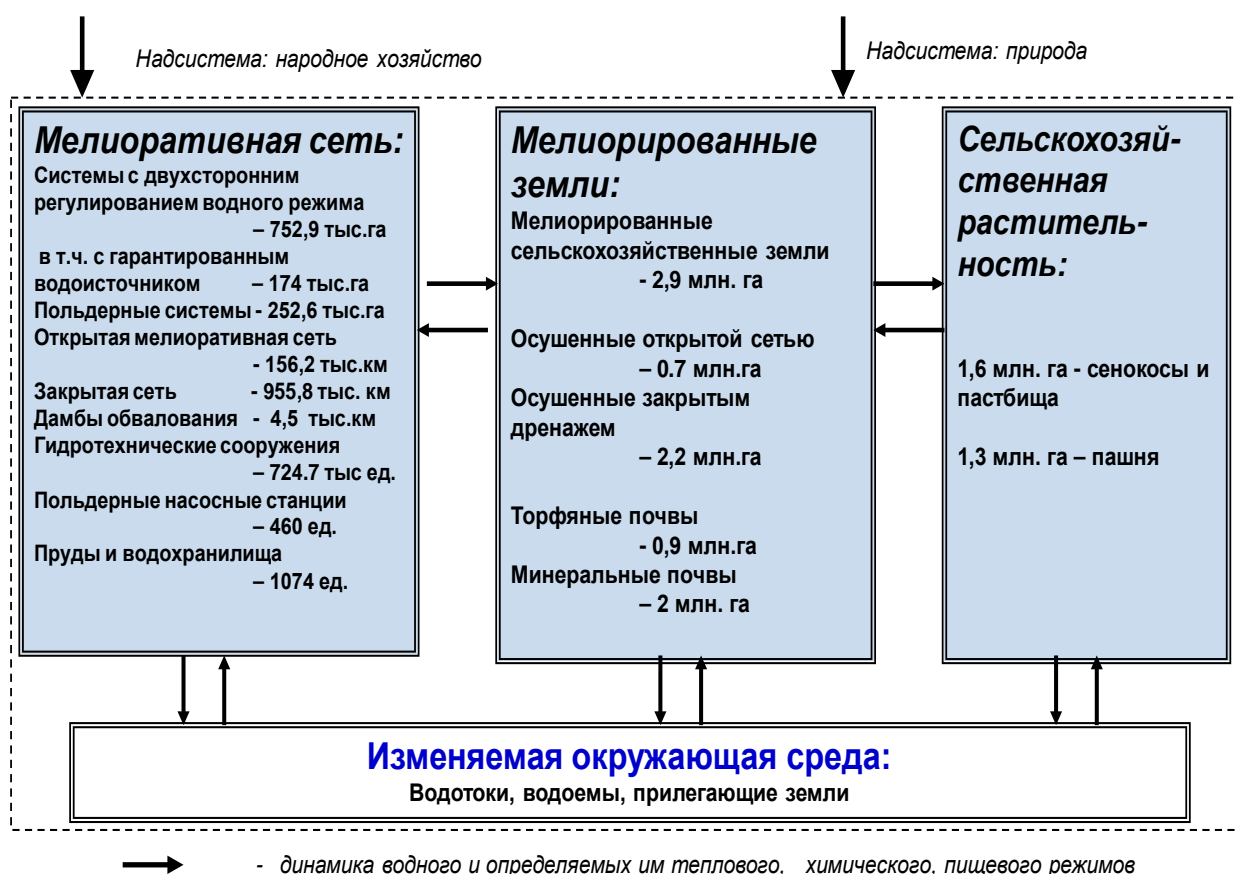 Надсистема: народное хозяйство
Надсистема: природа
Мелиоративная сеть:
Системы с двухсторонним
регулированием водного режима
– 752,9 тыс.га
в т.ч. с гарантированным
водоисточником – 174 тыс.га
Польдерные системы - 252,6 тыс.га
Открытая мелиоративная сеть
- 156,2 тыс.км
Закрытая сеть - 955,8 тыс. км
Дамбы обвалования - 4,5 тыс.км
Гидротехнические сооружения
– 724.7 тыс ед.
Польдерные насосные станции
– 460 ед.
Пруды и водохранилища
– 1074 ед.
Мелиорированные
земли:
Мелиорированные
сельскохозяйственные земли
- 2,9 млн. га
Осушенные открытой сетью
– 0.7 млн.га
Осушенные закрытым
дренажем
– 2,2 млн.га
Торфяные почвы
- 0,9 млн.га
Минеральные почвы
– 2 млн. га
Сельскохозяй-
ственная
раститель-
ность:
1,6 млн. га - сенокосы и
пастбища
1,3 млн. га – пашня
Изменяемая окружающая среда:
Водотоки, водоемы, прилегающие земли
- динамика водного и определяемых им теплового, химического, пищевого режимов